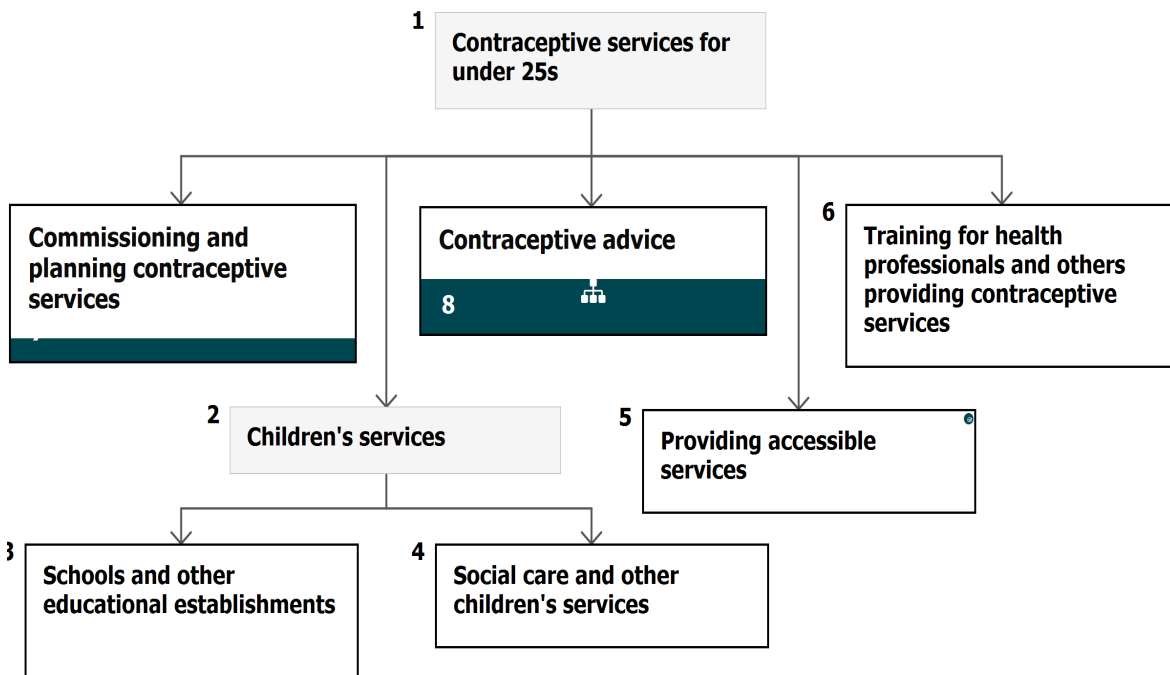 1
Contraceptive services for
under 25s
Commissioning and
planning contraceptive
services
Contraceptive advice
8
6
Training for health
professionals and others
providing contraceptive
services
2
Children's services
5
Providing accessible
services
3
Schools and other
educational establishments
4
Social care and other
children's services